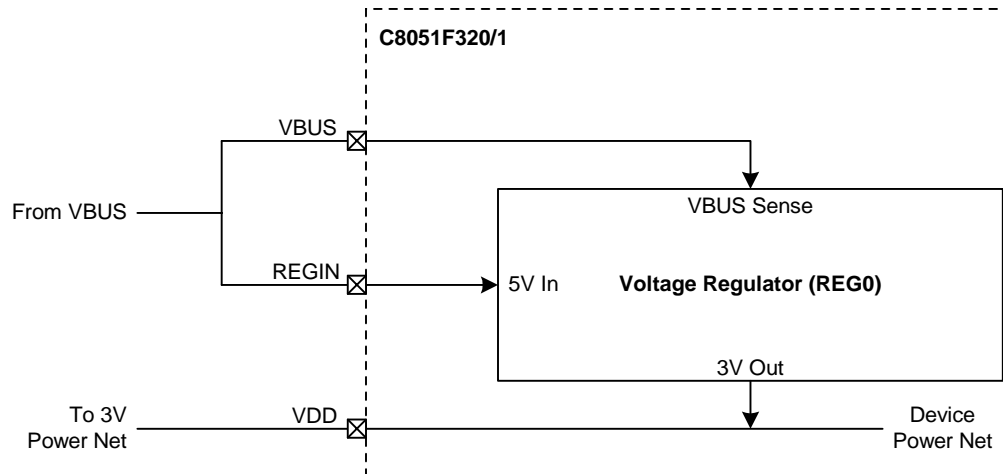 C8051F320/1
VBUS
From VBUS
VBUS Sense
REGIN
5V In
Voltage Regulator (REG0)
3V Out
To 3V
Power Net
VDD
Device
Power Net